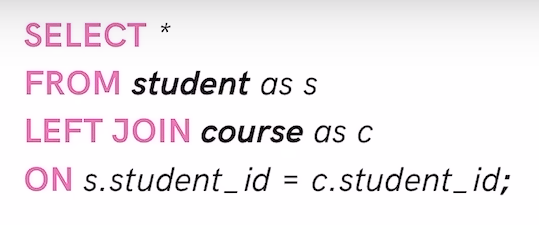 SELECT *
FROM student as s
LEFT JOIN course as c
ON s.student_id = c.student_id;